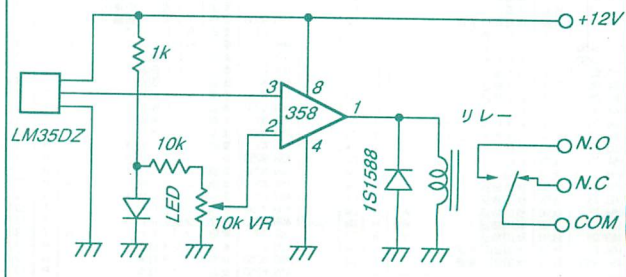 +12V
1k
LM35DZ
3
8
358
1
2
4
10k
LED
10k VR
1S1588
リレー
N.O
N.C
COM